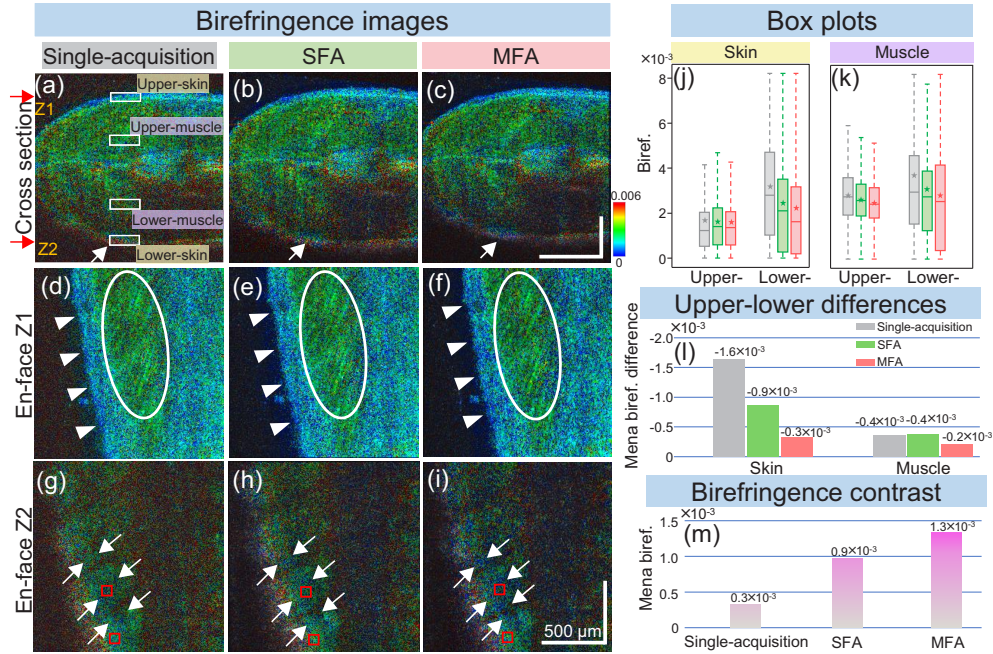 Birefringence images
Single-acquisition
SFA
MFA
Cross section
(a)
Upper-skin
Z1
Upper-muscle
Lower-muscle
Z2
Lower-skin
(b)
(c)
0.006
0
En-face Z1
(d)
(e)
(f)
En-face Z2
(g)
(h)
(i)
500 μm
Box plots
Skin
Muscle
×10⁻³
8
6
4
2
0
Biref.
(j)
(k)
Upper-
Lower-
Upper-
Lower-
Upper-lower differences
×10⁻³
-2.0
-1.5
-1.0
-0.5
0
Mena biref. difference
(l)
Single-acquisition
SFA
MFA
-1.6×10⁻³
-0.9×10⁻³
-0.3×10⁻³
-0.4×10⁻³
-0.4×10⁻³
-0.2×10⁻³
Skin
Muscle
Birefringence contrast
×10⁻³
1.5
1.0
0.5
0
Mena biref.
(m)
0.3×10⁻³
0.9×10⁻³
1.3×10⁻³
Single-acquisition
SFA
MFA